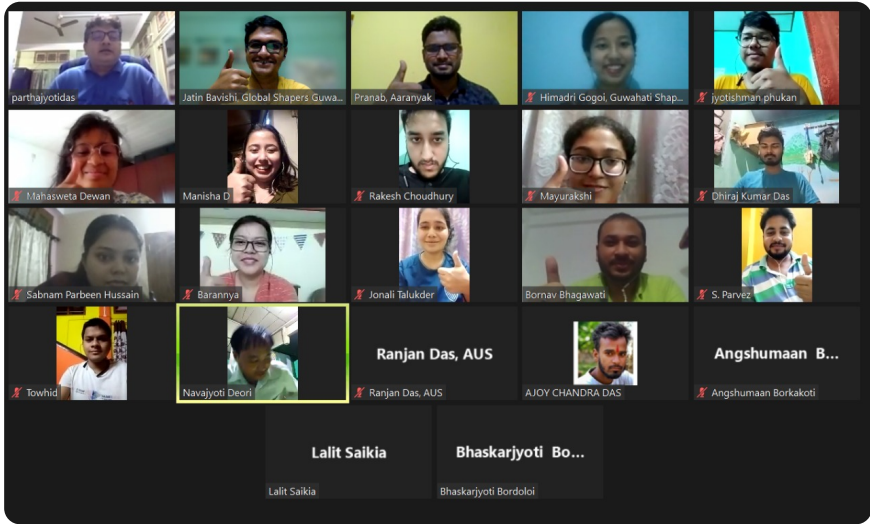 parthajyotidas
Jatin Bavishi, Global Shapers Guwa...
Pranab, Aaranyak
Himadri Gogoi, Guwahati Shap...
jyotishman phukan
Mahasweta Dewan
Manisha D
Rakesh Choudhury
Mayurakshi
Dhiraj Kumar Das
Sabnam Parbeen Hussain
Barannya
Jonali Talukder
Bornav Bhagawati
S. Parvez
Towhid
Navajyoti Deori
Ranjan Das, AUS
Ranjan Das, AUS
AJOY CHANDRA DAS
Angshumaan B...
Angshumaan Borkakoti
Lalit Saikia
Lalit Saikia
Bhaskarjyoti Bo...
Bhaskarjyoti Bordoloi